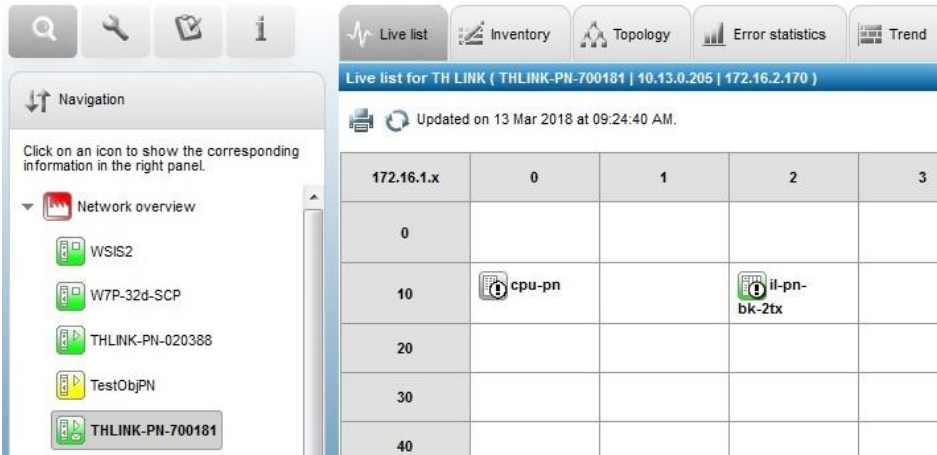 Live list
Inventory
Topology
Error statistics
Trend
Live list for TH LINK ( THLINK-PN-700181 | 10.13.0.205 | 172.16.2.170 )
Navigation
Updated on 13 Mar 2018 at 09:24:40 AM.
Click on an icon to show the corresponding
information in the right panel.
Network overview
WSIS2
W7P-32d-SCP
THLINK-PN-020388
TestObjPN
THLINK-PN-700181
172.16.1.x 0 1 2 3
0
10 cpu-pn il-pn-
bk-2tx
20
30
40